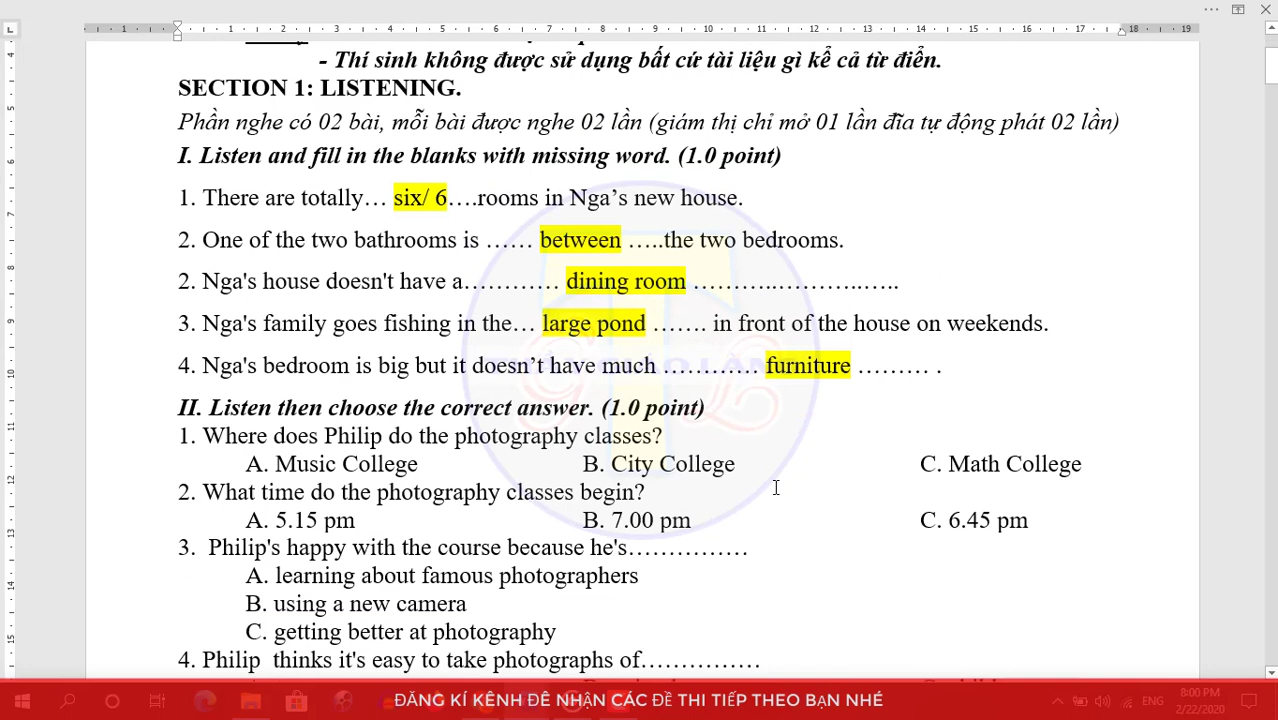 - Thí sinh không được sử dụng bất cứ tài liệu gì kể cả từ điển.
SECTION 1: LISTENING.
Phần nghe có 02 bài, mỗi bài được nghe 02 lần (giám thị chỉ mở 01 lần đĩa tự động phát 02 lần)
I. Listen and fill in the blanks with missing word. (1.0 point)
1. There are totally… six/ 6….rooms in Nga’s new house.
2. One of the two bathrooms is …… between …..the two bedrooms.
2. Nga's house doesn't have a………… dining room ………..………..…..
3. Nga's family goes fishing in the… large pond ……. in front of the house on weekends.
4. Nga's bedroom is big but it doesn’t have much ………… furniture ……… .
II. Listen then choose the correct answer. (1.0 point)
1. Where does Philip do the photography classes?
A. Music College B. City College C. Math College
2. What time do the photography classes begin?
A. 5.15 pm B. 7.00 pm C. 6.45 pm
3. Philip's happy with the course because he's……………
A. learning about famous photographers
B. using a new camera
C. getting better at photography
4. Philip thinks it's easy to take photographs of……………
ĐĂNG KÍ KÊNH ĐÊ NHẬN CÁC ĐỀ THI TIẾP THEO BẠN NHÉ
ENG
8:00 PM
2/22/2020